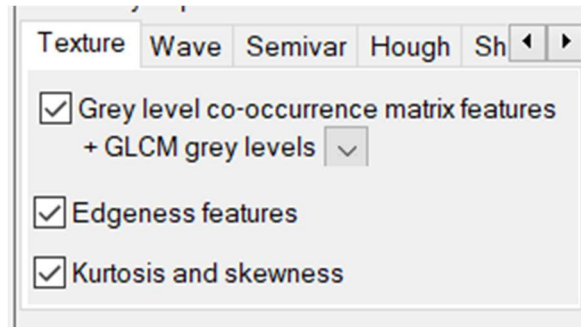 Texture Wave Semivar Hough Sh
Grey level co-occurrence matrix features
+ GLCM grey levels
Edgeness features
Kurtosis and skewness